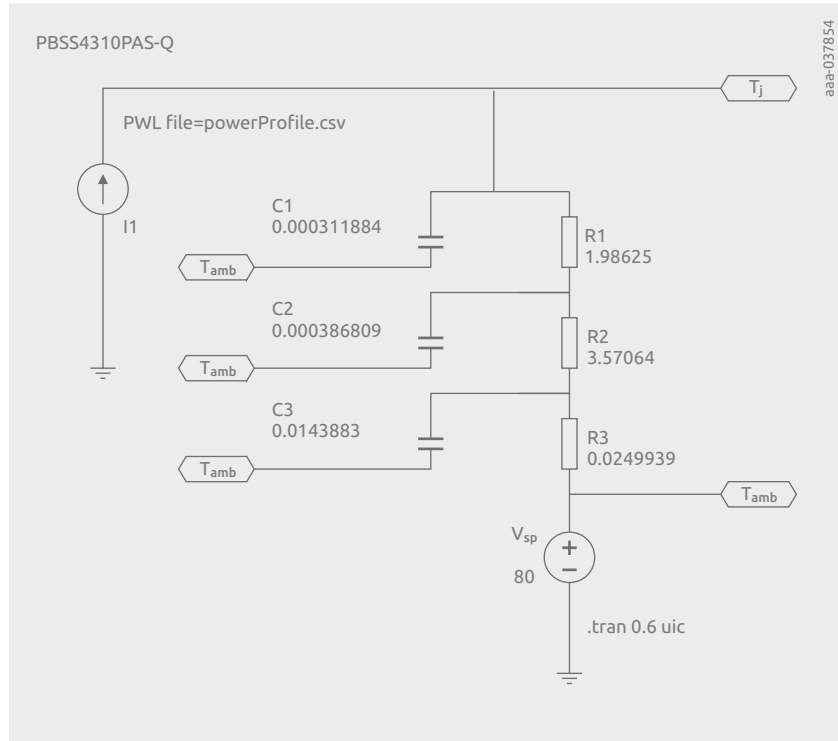 PBSS4310PAS-Q
aaa-037854
Tj
PWL file=powerProfile.csv
I1
C1
0.000311884
R1
1.98625
Tamb
C2
0.000386809
R2
3.57064
Tamb
C3
0.0143883
R3
0.0249939
Tamb
Tamb
Vsp
+
−
80
.tran 0.6 uic